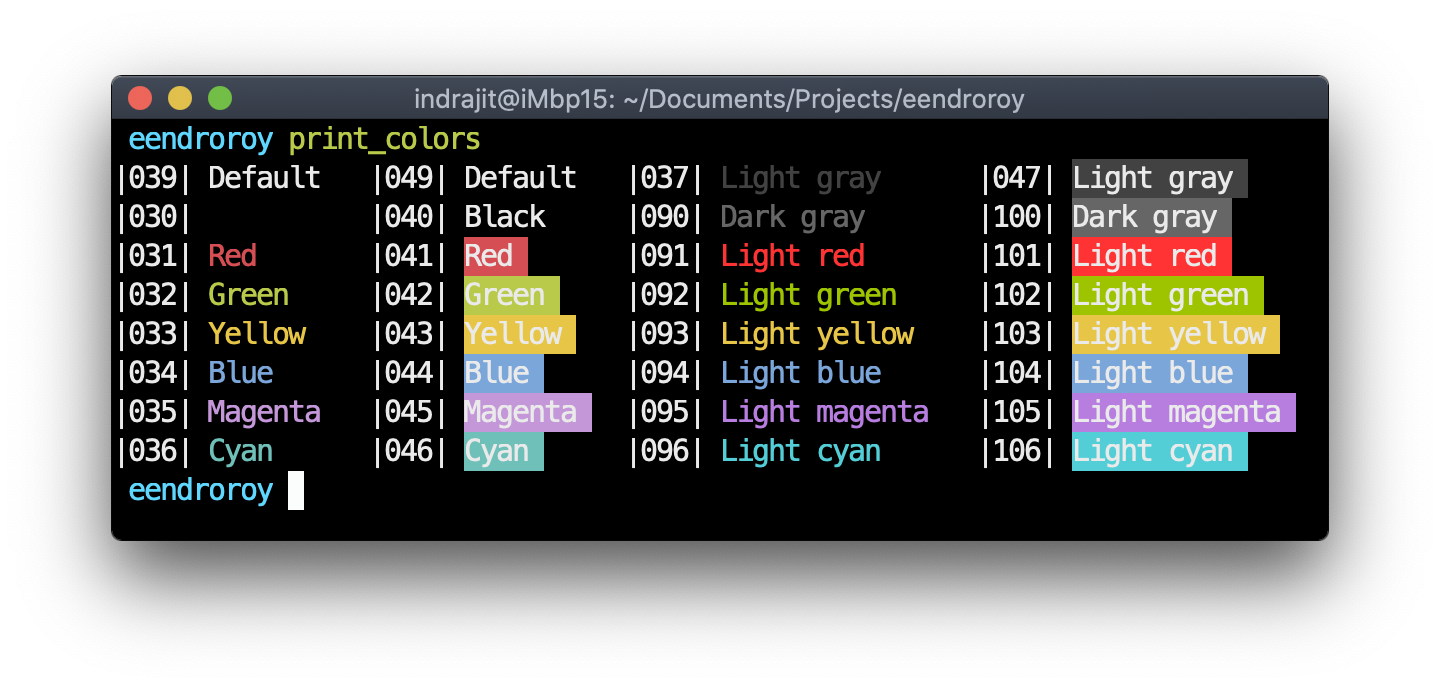 indrajit@iMbp15: ~/Documents/Projects/eendroroy
eendroroy print_colors
|039| Default |049| Default |037| Light gray |047| Light gray
|030| |040| Black |090| Dark gray |100| Dark gray
|031| Red |041| Red |091| Light red |101| Light red
|032| Green |042| Green |092| Light green |102| Light green
|033| Yellow |043| Yellow |093| Light yellow |103| Light yellow
|034| Blue |044| Blue |094| Light blue |104| Light blue
|035| Magenta |045| Magenta |095| Light magenta |105| Light magenta
|036| Cyan |046| Cyan |096| Light cyan |106| Light cyan
eendroroy